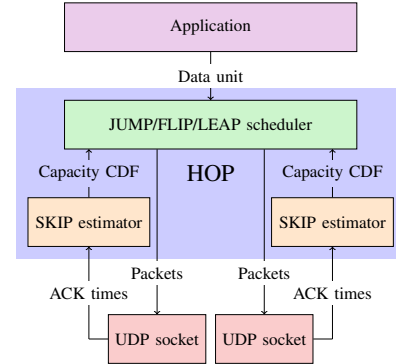 Application
Data unit
JUMP/FLIP/LEAP scheduler
Capacity CDF
HOP
Capacity CDF
SKIP estimator
SKIP estimator
Packets
Packets
ACK times
ACK times
UDP socket
UDP socket